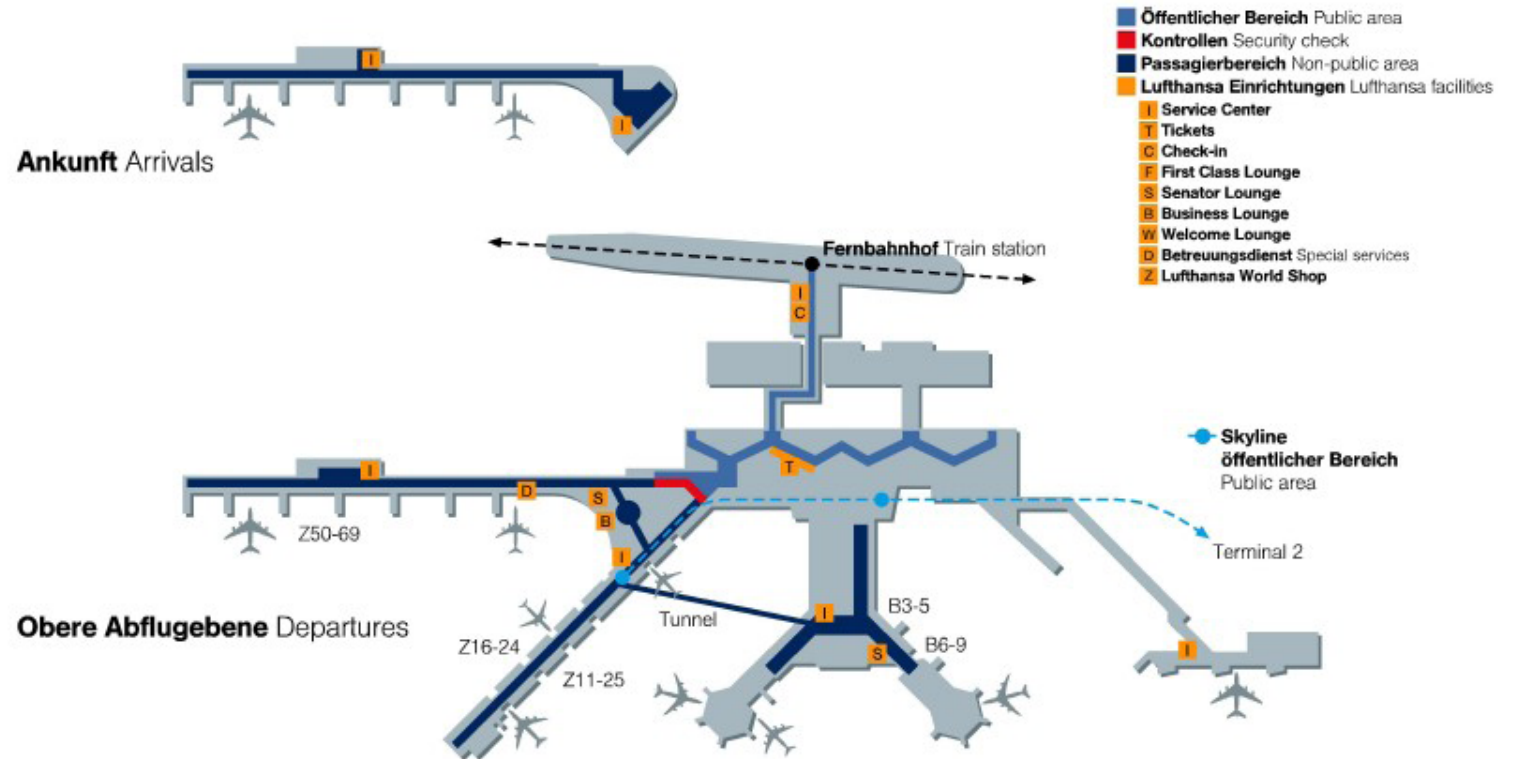 Öffentlicher Bereich Public area
Kontrollen Security check
Passagierbereich Non-public area
Lufthansa Einrichtungen Lufthansa facilities
I Service Center
T Tickets
C Check-in
F First Class Lounge
S Senator Lounge
B Business Lounge
W Welcome Lounge
D Betreuungsdienst Special services
Z Lufthansa World Shop
I
I
Ankunft Arrivals
Fernbahnhof Train station
I
C
Skyline
öffentlicher Bereich
Public area
T
I
D
S
B
Z50-69
I
Terminal 2
Obere Abflugebene Departures
Tunnel
I
B3-5
Z16-24
B6-9
S
I
Z11-25